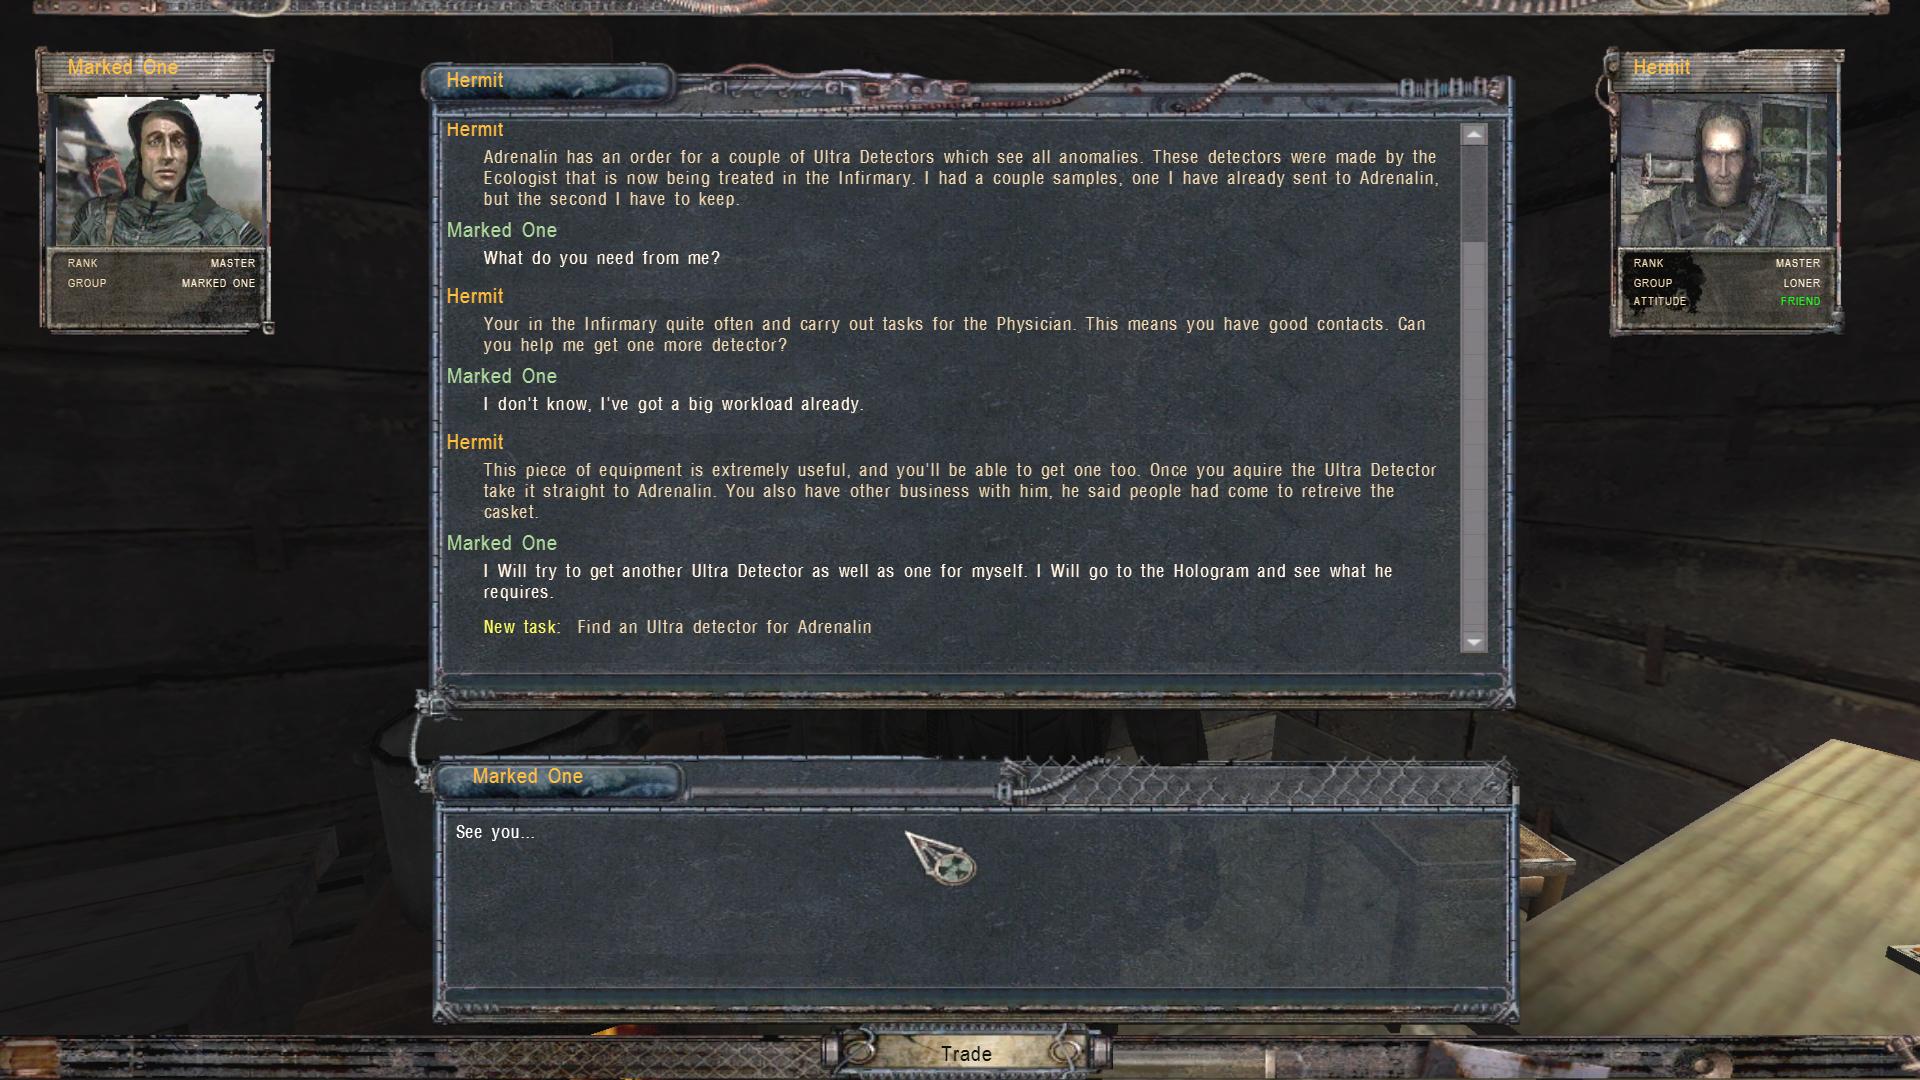 Marked One
RANK MASTER
GROUP MARKED ONE
Hermit
Hermit
Adrenalin has an order for a couple of Ultra Detectors which see all anomalies. These detectors were made by the
Ecologist that is now being treated in the Infirmary. I had a couple samples, one I have already sent to Adrenalin,
but the second I have to keep.
Marked One
What do you need from me?
Hermit
Your in the Infirmary quite often and carry out tasks for the Physician. This means you have good contacts. Can
you help me get one more detector?
Marked One
I don't know, I've got a big workload already.
Hermit
This piece of equipment is extremely useful, and you'll be able to get one too. Once you aquire the Ultra Detector
take it straight to Adrenalin. You also have other business with him, he said people had come to retreive the
casket.
Marked One
I Will try to get another Ultra Detector as well as one for myself. I Will go to the Hologram and see what he
requires.
New task: Find an Ultra detector for Adrenalin
Hermit
RANK MASTER
GROUP LONER
ATTITUDE FRIEND
Marked One
See you...
Trade